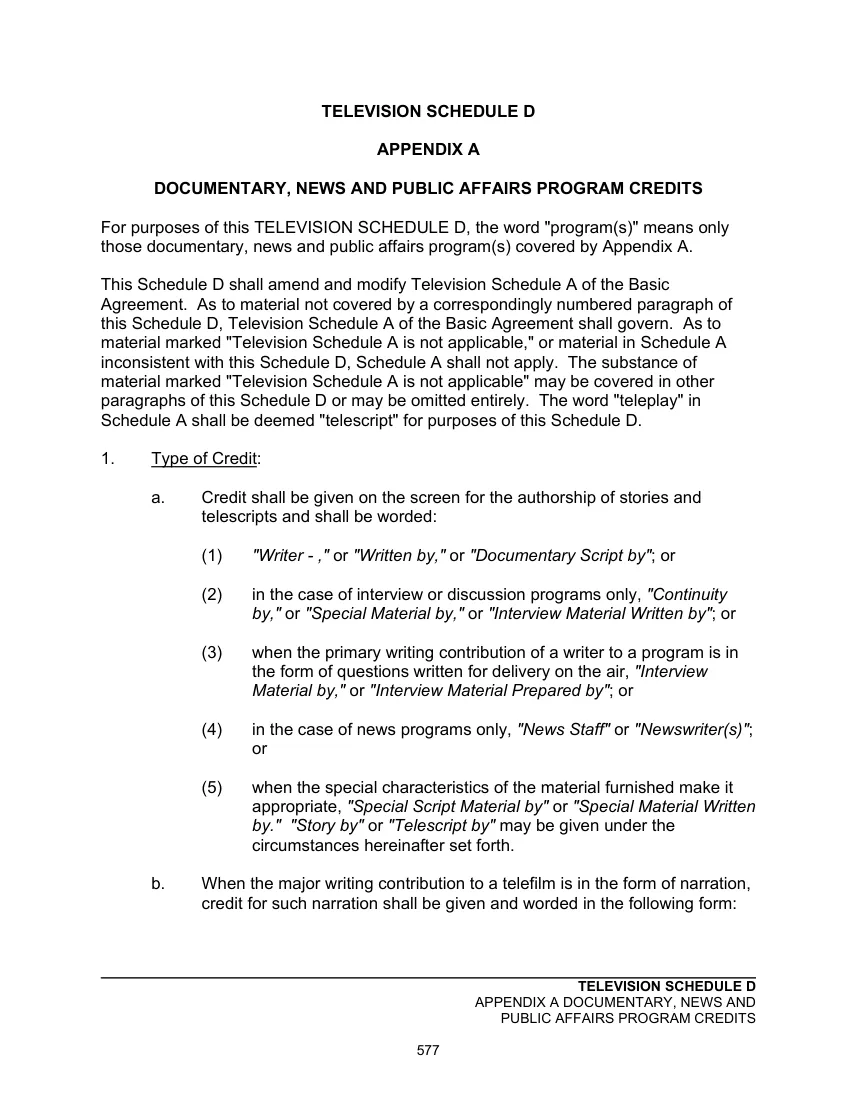 TELEVISION SCHEDULE D
APPENDIX A
DOCUMENTARY, NEWS AND PUBLIC AFFAIRS PROGRAM CREDITS
For purposes of this TELEVISION SCHEDULE D, the word "program(s)" means only
those documentary, news and public affairs program(s) covered by Appendix A.
This Schedule D shall amend and modify Television Schedule A of the Basic
Agreement.  As to material not covered by a correspondingly numbered paragraph of
this Schedule D, Television Schedule A of the Basic Agreement shall govern.  As to
material marked "Television Schedule A is not applicable," or material in Schedule A
inconsistent with this Schedule D, Schedule A shall not apply.  The substance of
material marked "Television Schedule A is not applicable" may be covered in other
paragraphs of this Schedule D or may be omitted entirely.  The word "teleplay" in
Schedule A shall be deemed "telescript" for purposes of this Schedule D.
1. Type of Credit:
a. Credit shall be given on the screen for the authorship of stories and
telescripts and shall be worded:
(1) "Writer - ," or "Written by," or "Documentary Script by"; or
(2) in the case of interview or discussion programs only, "Continuity
by," or "Special Material by," or "Interview Material Written by"; or
(3) when the primary writing contribution of a writer to a program is in
the form of questions written for delivery on the air, "Interview
Material by," or "Interview Material Prepared by"; or
(4) in the case of news programs only, "News Staff" or "Newswriter(s)";
or
(5) when the special characteristics of the material furnished make it
appropriate, "Special Script Material by" or "Special Material Written
by."  "Story by" or "Telescript by" may be given under the
circumstances hereinafter set forth.
b. When the major writing contribution to a telefilm is in the form of narration,
credit for such narration shall be given and worded in the following form:
TELEVISION SCHEDULE D
APPENDIX A DOCUMENTARY, NEWS AND
PUBLIC AFFAIRS PROGRAM CREDITS
577